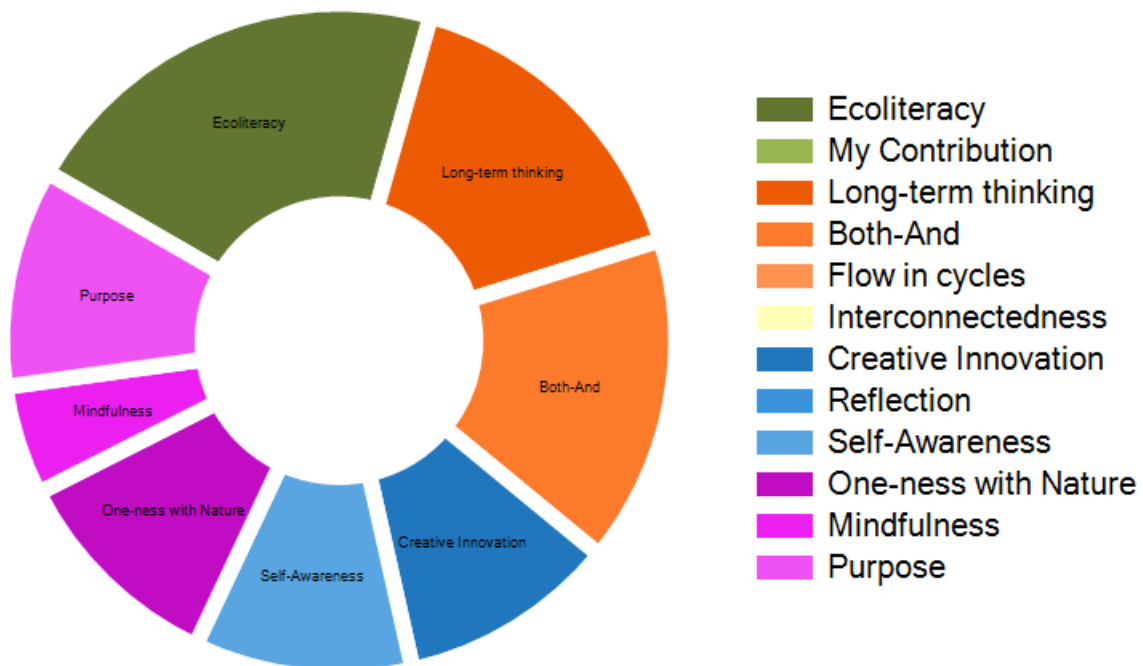 Ecoliteracy
Long-term thinking
Purpose
Both-And
Mindfulness
One-ness with Nature
Creative Innovation
Self-Awareness
Ecoliteracy
My Contribution
Long-term thinking
Both-And
Flow in cycles
Interconnectedness
Creative Innovation
Reflection
Self-Awareness
One-ness with Nature
Mindfulness
Purpose